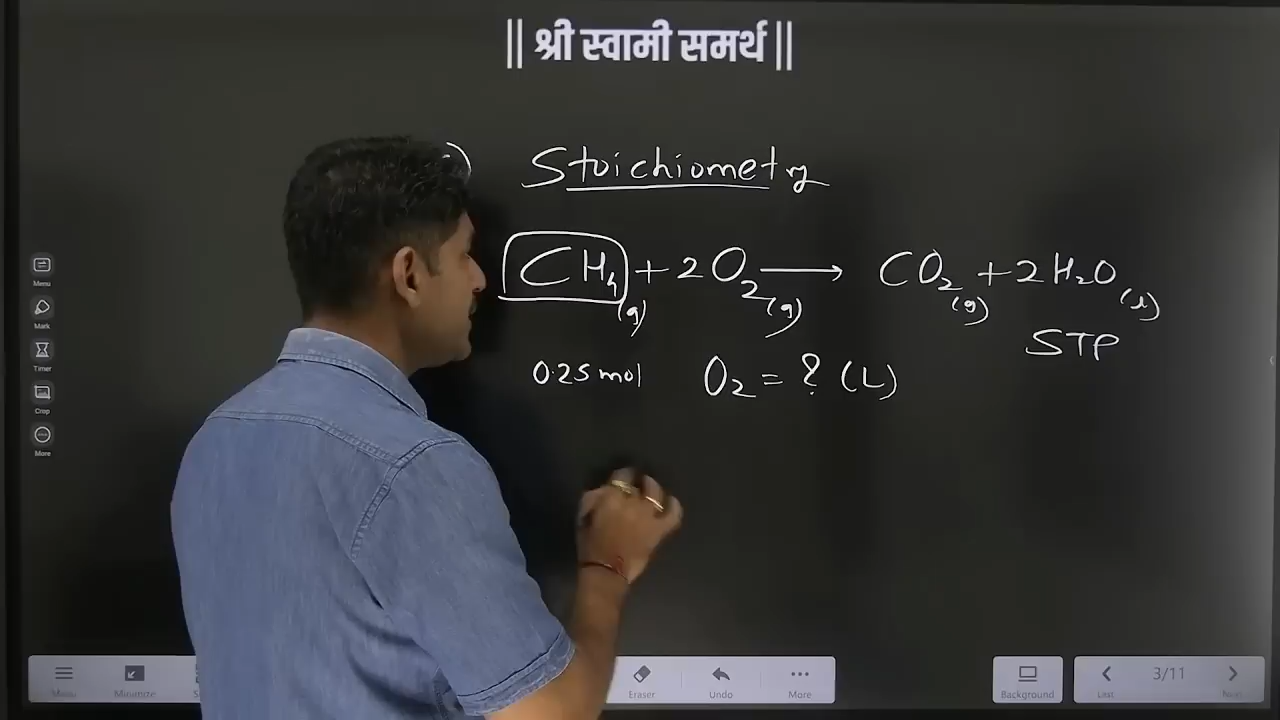 || श्री स्वामी समर्थ ||
)
Stoichiometry
CH₄(g) + 2O₂(g) ⟶ CO₂(g) + 2H₂O(l)
STP
0.25 mol O₂ = ? (L)
Menu
Mark
Timer
Crop
More
Menu Minimize Eraser Undo More Background Last 3/11 Next